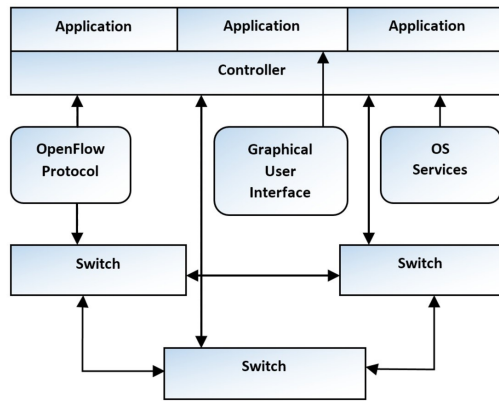 Application
Application
Application
Controller
OpenFlow
Protocol
Graphical
User
Interface
OS
Services
Switch
Switch
Switch